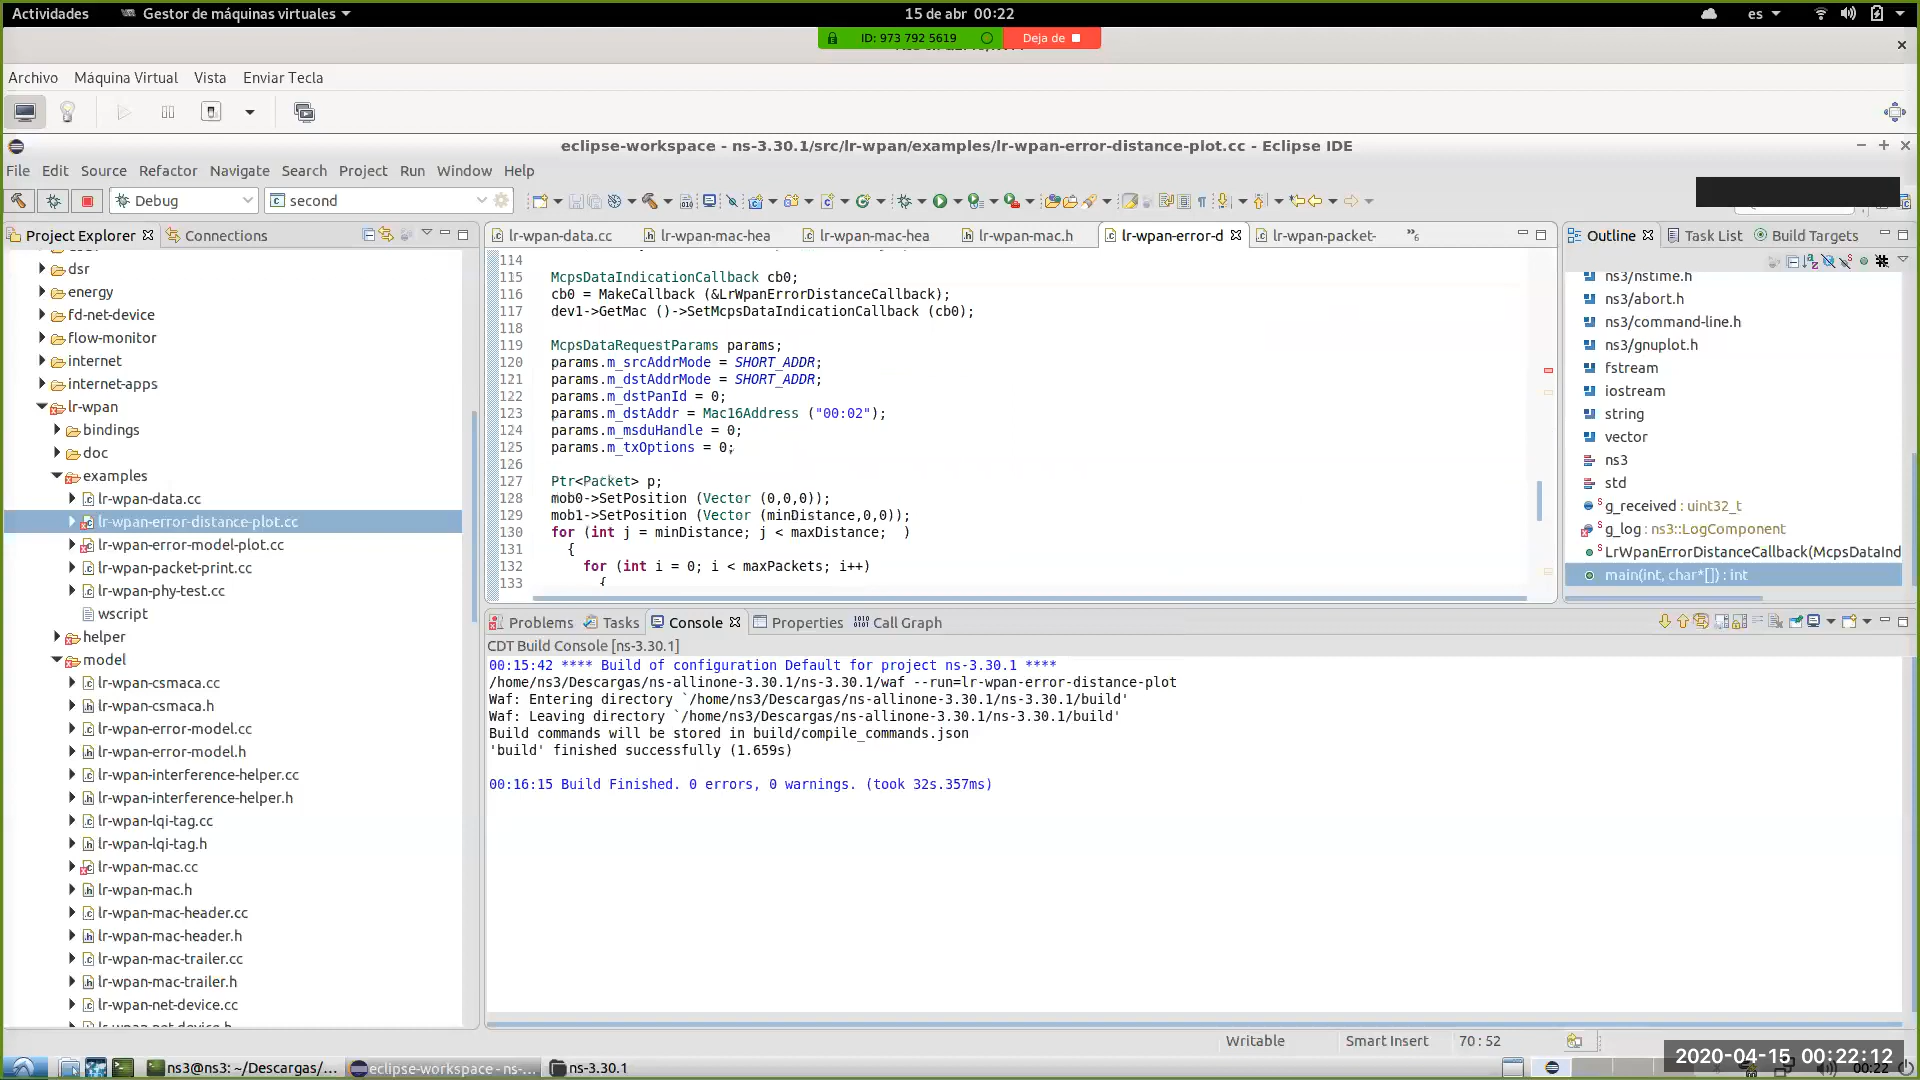 Actividades
Gestor de máquinas virtuales
15 de abr 00:22
es
ID: 973 792 5619
Deja de
Archivo
Máquina Virtual
Vista
Enviar Tecla
eclipse-workspace - ns-3.30.1/src/lr-wpan/examples/lr-wpan-error-distance-plot.cc - Eclipse IDE
File
Edit
Source
Refactor
Navigate
Search
Project
Run
Window
Help
Debug
second
Project Explorer
Connections
dsr
energy
fd-net-device
flow-monitor
internet
internet-apps
lr-wpan
bindings
doc
examples
lr-wpan-data.cc
lr-wpan-error-distance-plot.cc
lr-wpan-error-model-plot.cc
lr-wpan-packet-print.cc
lr-wpan-phy-test.cc
wscript
helper
model
lr-wpan-csmaca.cc
lr-wpan-csmaca.h
lr-wpan-error-model.cc
lr-wpan-error-model.h
lr-wpan-interference-helper.cc
lr-wpan-interference-helper.h
lr-wpan-lqi-tag.cc
lr-wpan-lqi-tag.h
lr-wpan-mac.cc
lr-wpan-mac.h
lr-wpan-mac-header.cc
lr-wpan-mac-header.h
lr-wpan-mac-trailer.cc
lr-wpan-mac-trailer.h
lr-wpan-net-device.cc
lr-wpan-net-device.h
lr-wpan-data.cc
lr-wpan-mac-hea
lr-wpan-mac-hea
lr-wpan-mac.h
lr-wpan-error-d
lr-wpan-packet-
»6
114
115 McpsDataIndicationCallback cb0;
116 cb0 = MakeCallback (&LrWpanErrorDistanceCallback);
117 dev1->GetMac ()->SetMcpsDataIndicationCallback (cb0);
118
119 McpsDataRequestParams params;
120 params.m_srcAddrMode = SHORT_ADDR;
121 params.m_dstAddrMode = SHORT_ADDR;
122 params.m_dstPanId = 0;
123 params.m_dstAddr = Mac16Address ("00:02");
124 params.m_msduHandle = 0;
125 params.m_txOptions = 0;
126
127 Ptr<Packet> p;
128 mob0->SetPosition (Vector (0,0,0));
129 mob1->SetPosition (Vector (minDistance,0,0));
130 for (int j = minDistance; j < maxDistance;  )
131 {
132 for (int i = 0; i < maxPackets; i++)
133 {
Outline
Task List
Build Targets
ns3/nstime.h
ns3/abort.h
ns3/command-line.h
ns3/gnuplot.h
fstream
iostream
string
vector
ns3
std
g_received : uint32_t
g_log : ns3::LogComponent
LrWpanErrorDistanceCallback(McpsDataInd
main(int, char*[]) : int
Problems
Tasks
Console
Properties
Call Graph
CDT Build Console [ns-3.30.1]
00:15:42 **** Build of configuration Default for project ns-3.30.1 ****
/home/ns3/Descargas/ns-allinone-3.30.1/ns-3.30.1/waf --run=lr-wpan-error-distance-plot
Waf: Entering directory `/home/ns3/Descargas/ns-allinone-3.30.1/ns-3.30.1/build'
Waf: Leaving directory `/home/ns3/Descargas/ns-allinone-3.30.1/ns-3.30.1/build'
Build commands will be stored in build/compile_commands.json
'build' finished successfully (1.659s)
00:16:15 Build Finished. 0 errors, 0 warnings. (took 32s.357ms)
Writable
Smart Insert
70 : 52
ns3@ns3: ~/Descargas/...
eclipse-workspace - ns-...
ns-3.30.1
2020-04-15 00:22:12
00:22